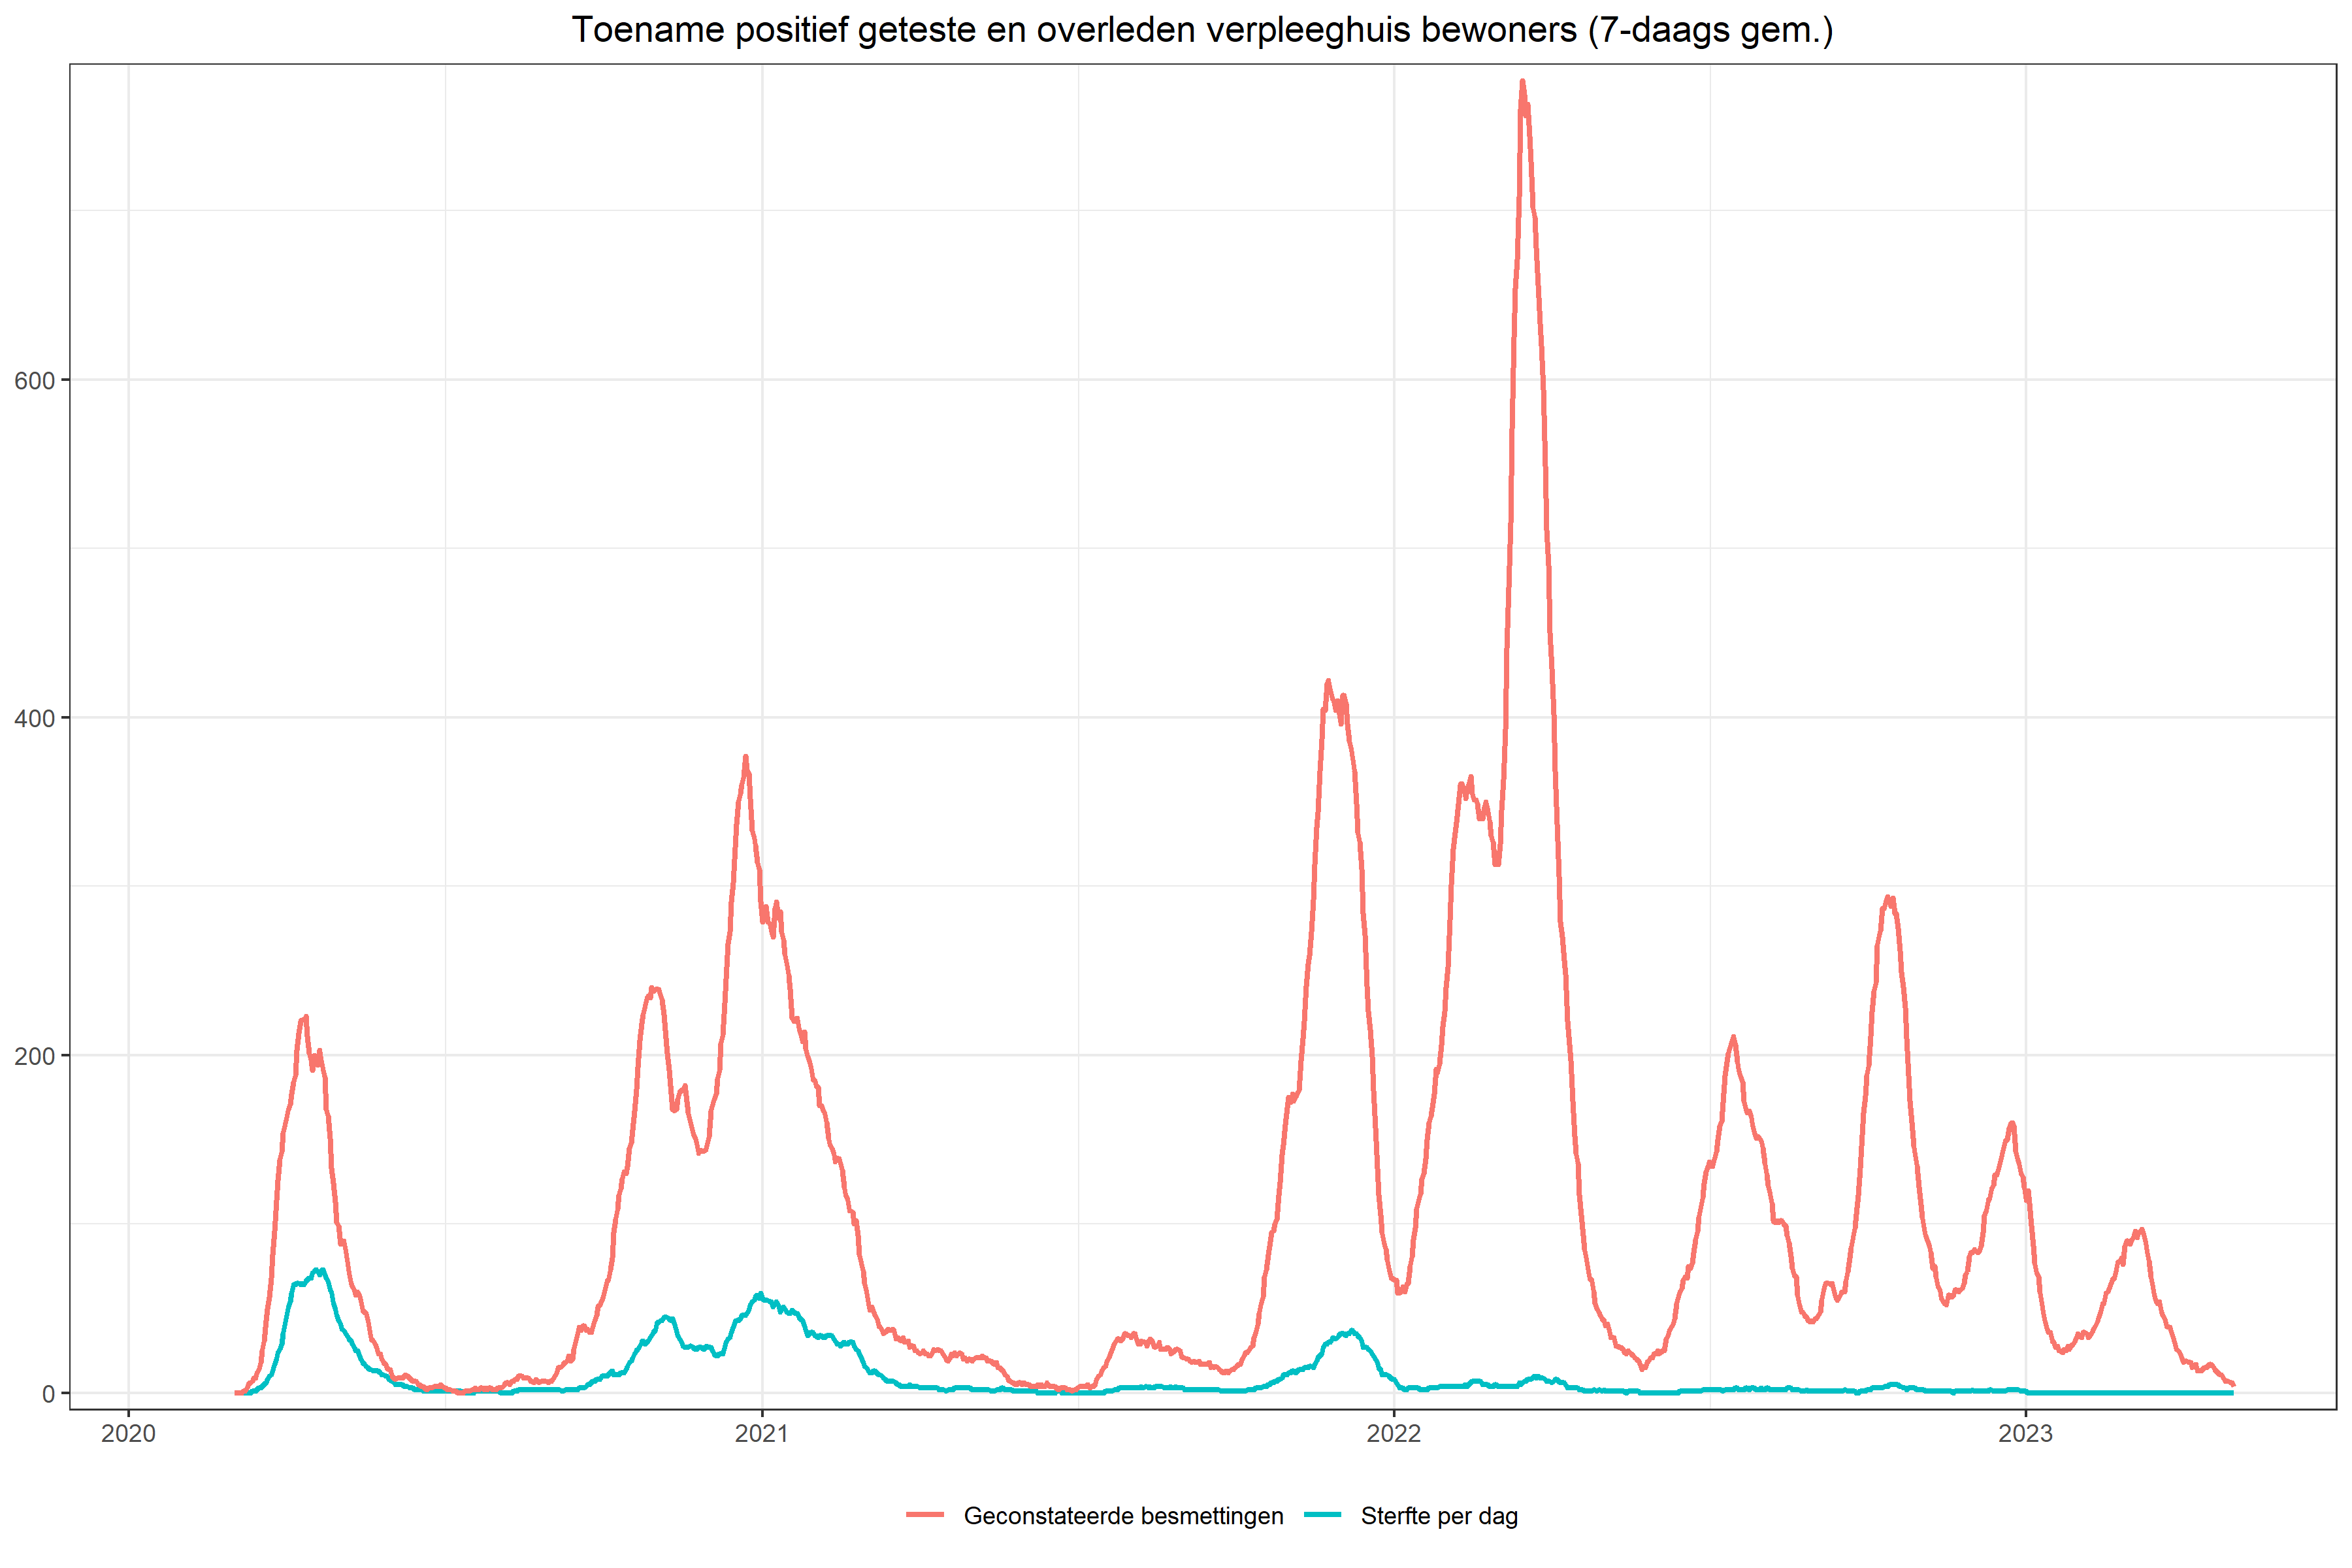 Toename positief geteste en overleden verpleeghuis bewoners (7-daags gem.)
600
400
200
0
2020 2021 2022 2023
Geconstateerde besmettingen Sterfte per dag